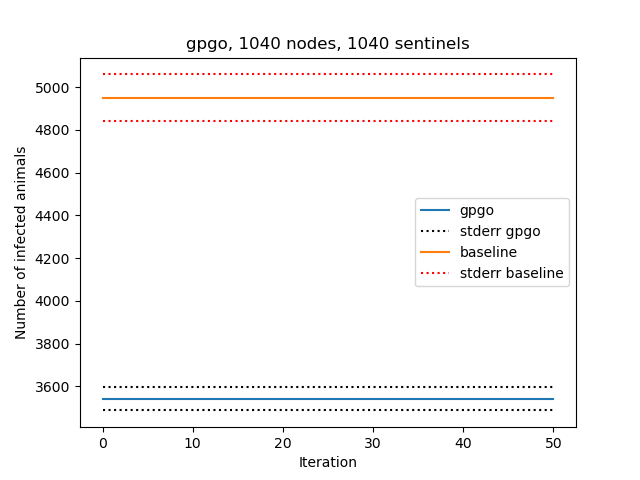 gpgo, 1040 nodes, 1040 sentinels
5000
4800
4600
4400
4200
4000
3800
3600
Number of infected animals
gpgo
stderr gpgo
baseline
stderr baseline
0 10 20 30 40 50
Iteration